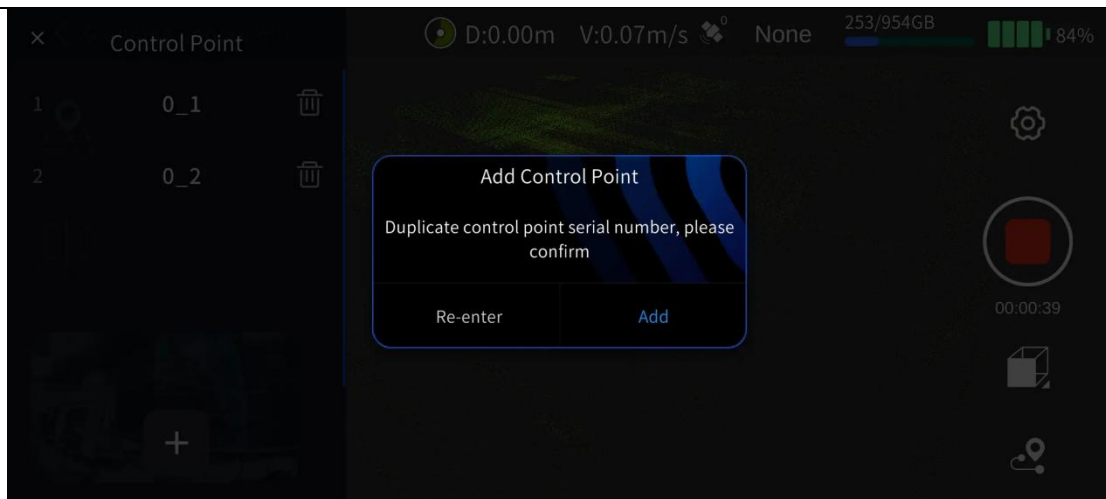 Control Point
D:0.00m V:0.07m/s 0 None 253/954GB 84%
1 0_1
2 0_2
Add Control Point
Duplicate control point serial number, please
confirm
Re-enter Add
00:00:39